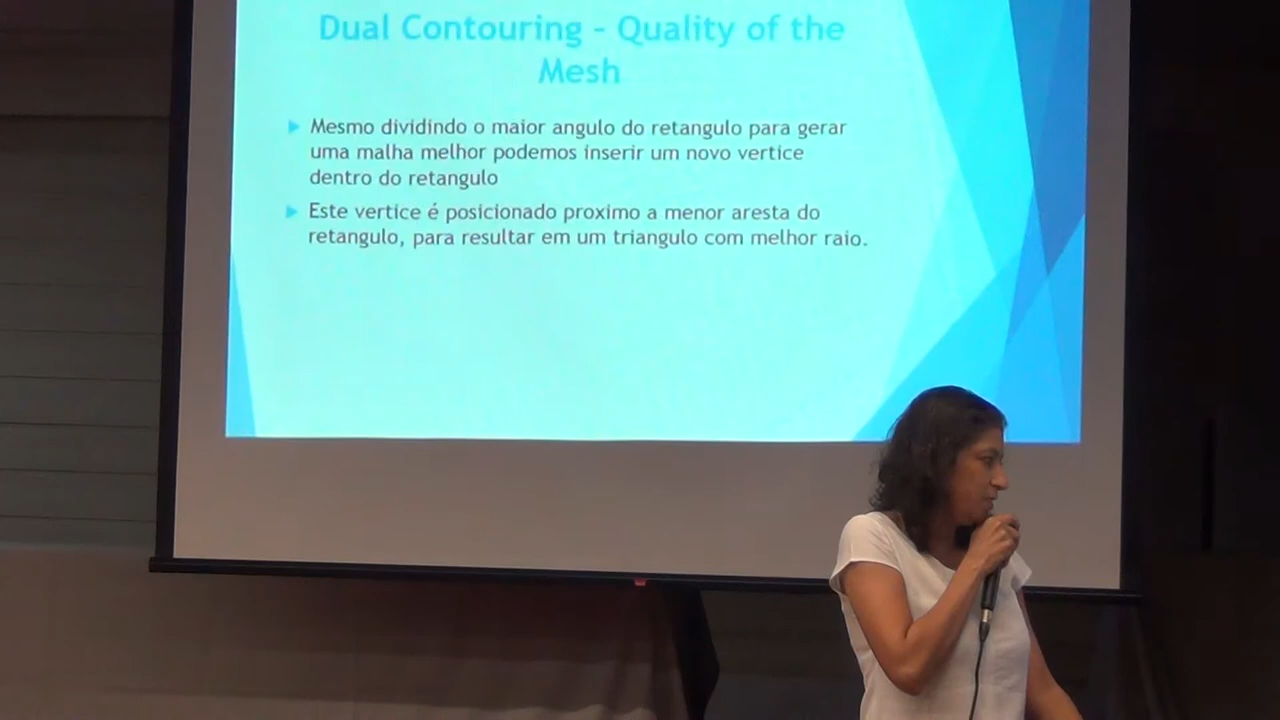 Dual Contouring – Quality of the
Mesh
Mesmo dividindo o maior angulo do retangulo para gerar
uma malha melhor podemos inserir um novo vertice
dentro do retangulo
Este vertice é posicionado proximo a menor aresta do
retangulo, para resultar em um triangulo com melhor raio.